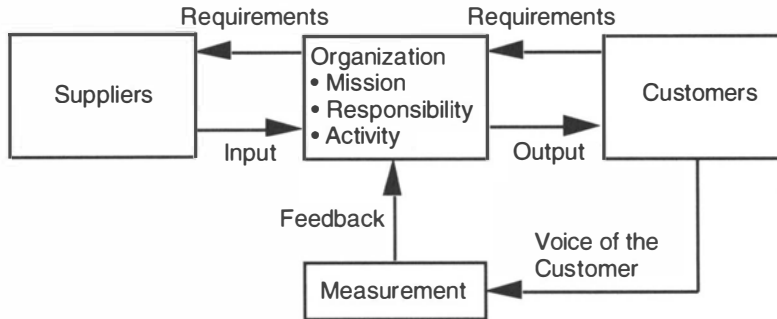 Requirements
Requirements
Suppliers
Organization
• Mission
• Responsibility
• Activity
Customers
Input
Output
Feedback
Voice of the
Customer
Measurement